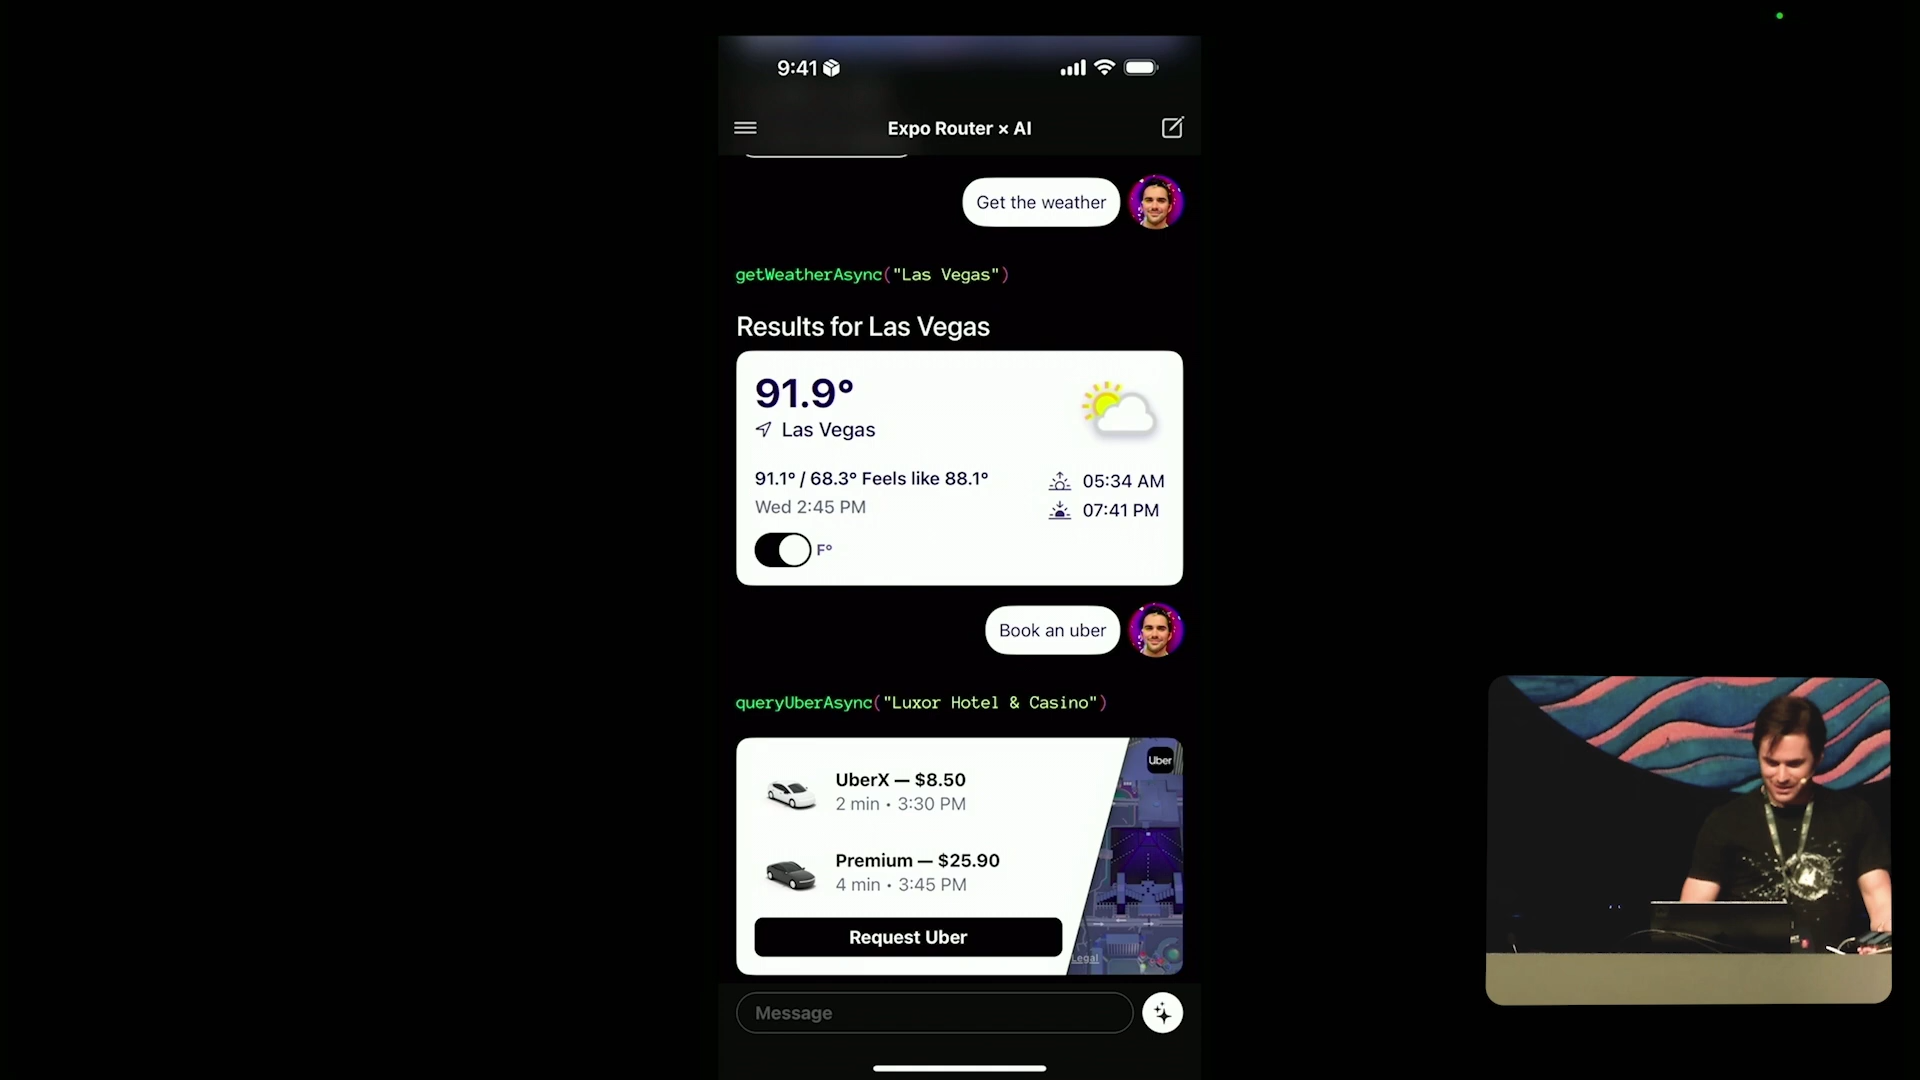 9:41
Expo Router × AI
Get the weather
getWeatherAsync("Las Vegas")
Results for Las Vegas
91.9°
Las Vegas
91.1° / 68.3° Feels like 88.1°
05:34 AM
Wed 2:45 PM
07:41 PM
F°
Book an uber
queryUberAsync("Luxor Hotel & Casino")
Uber
UberX — $8.50
2 min • 3:30 PM
Premium — $25.90
4 min • 3:45 PM
Request Uber
Legal
Message